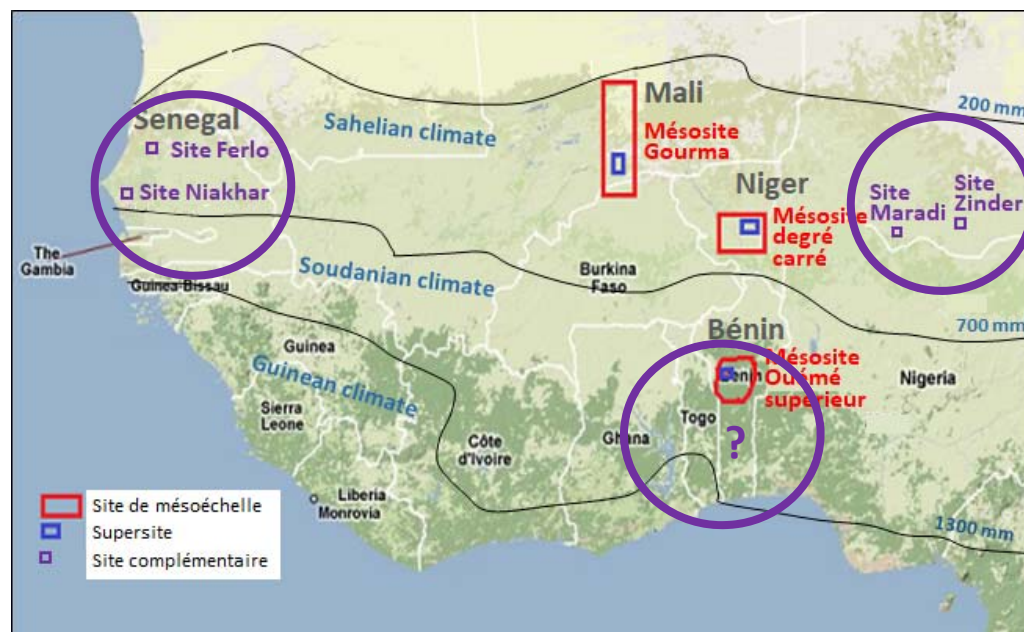 Senegal
Site Ferlo
Site Niakhar
Sahelian climate
Mali
Mésosite
Gourma
200 mm
Niger
Mésosite
degré
carré
Site
Maradi
Site
Zinder
The
Gambia
Guinea-Bissau
Soudanian climate
Burkina
Faso
700 mm
Bénin
Mésosite
Ouémé
supérieur
Benin
Nigeria
Guinea
Guinean climate
Sierra
Leone
Côte
d'Ivoire
Ghana
Togo
?
Liberia
Monrovia
1300 mm
Site de mésoéchelle
Supersite
Site complémentaire